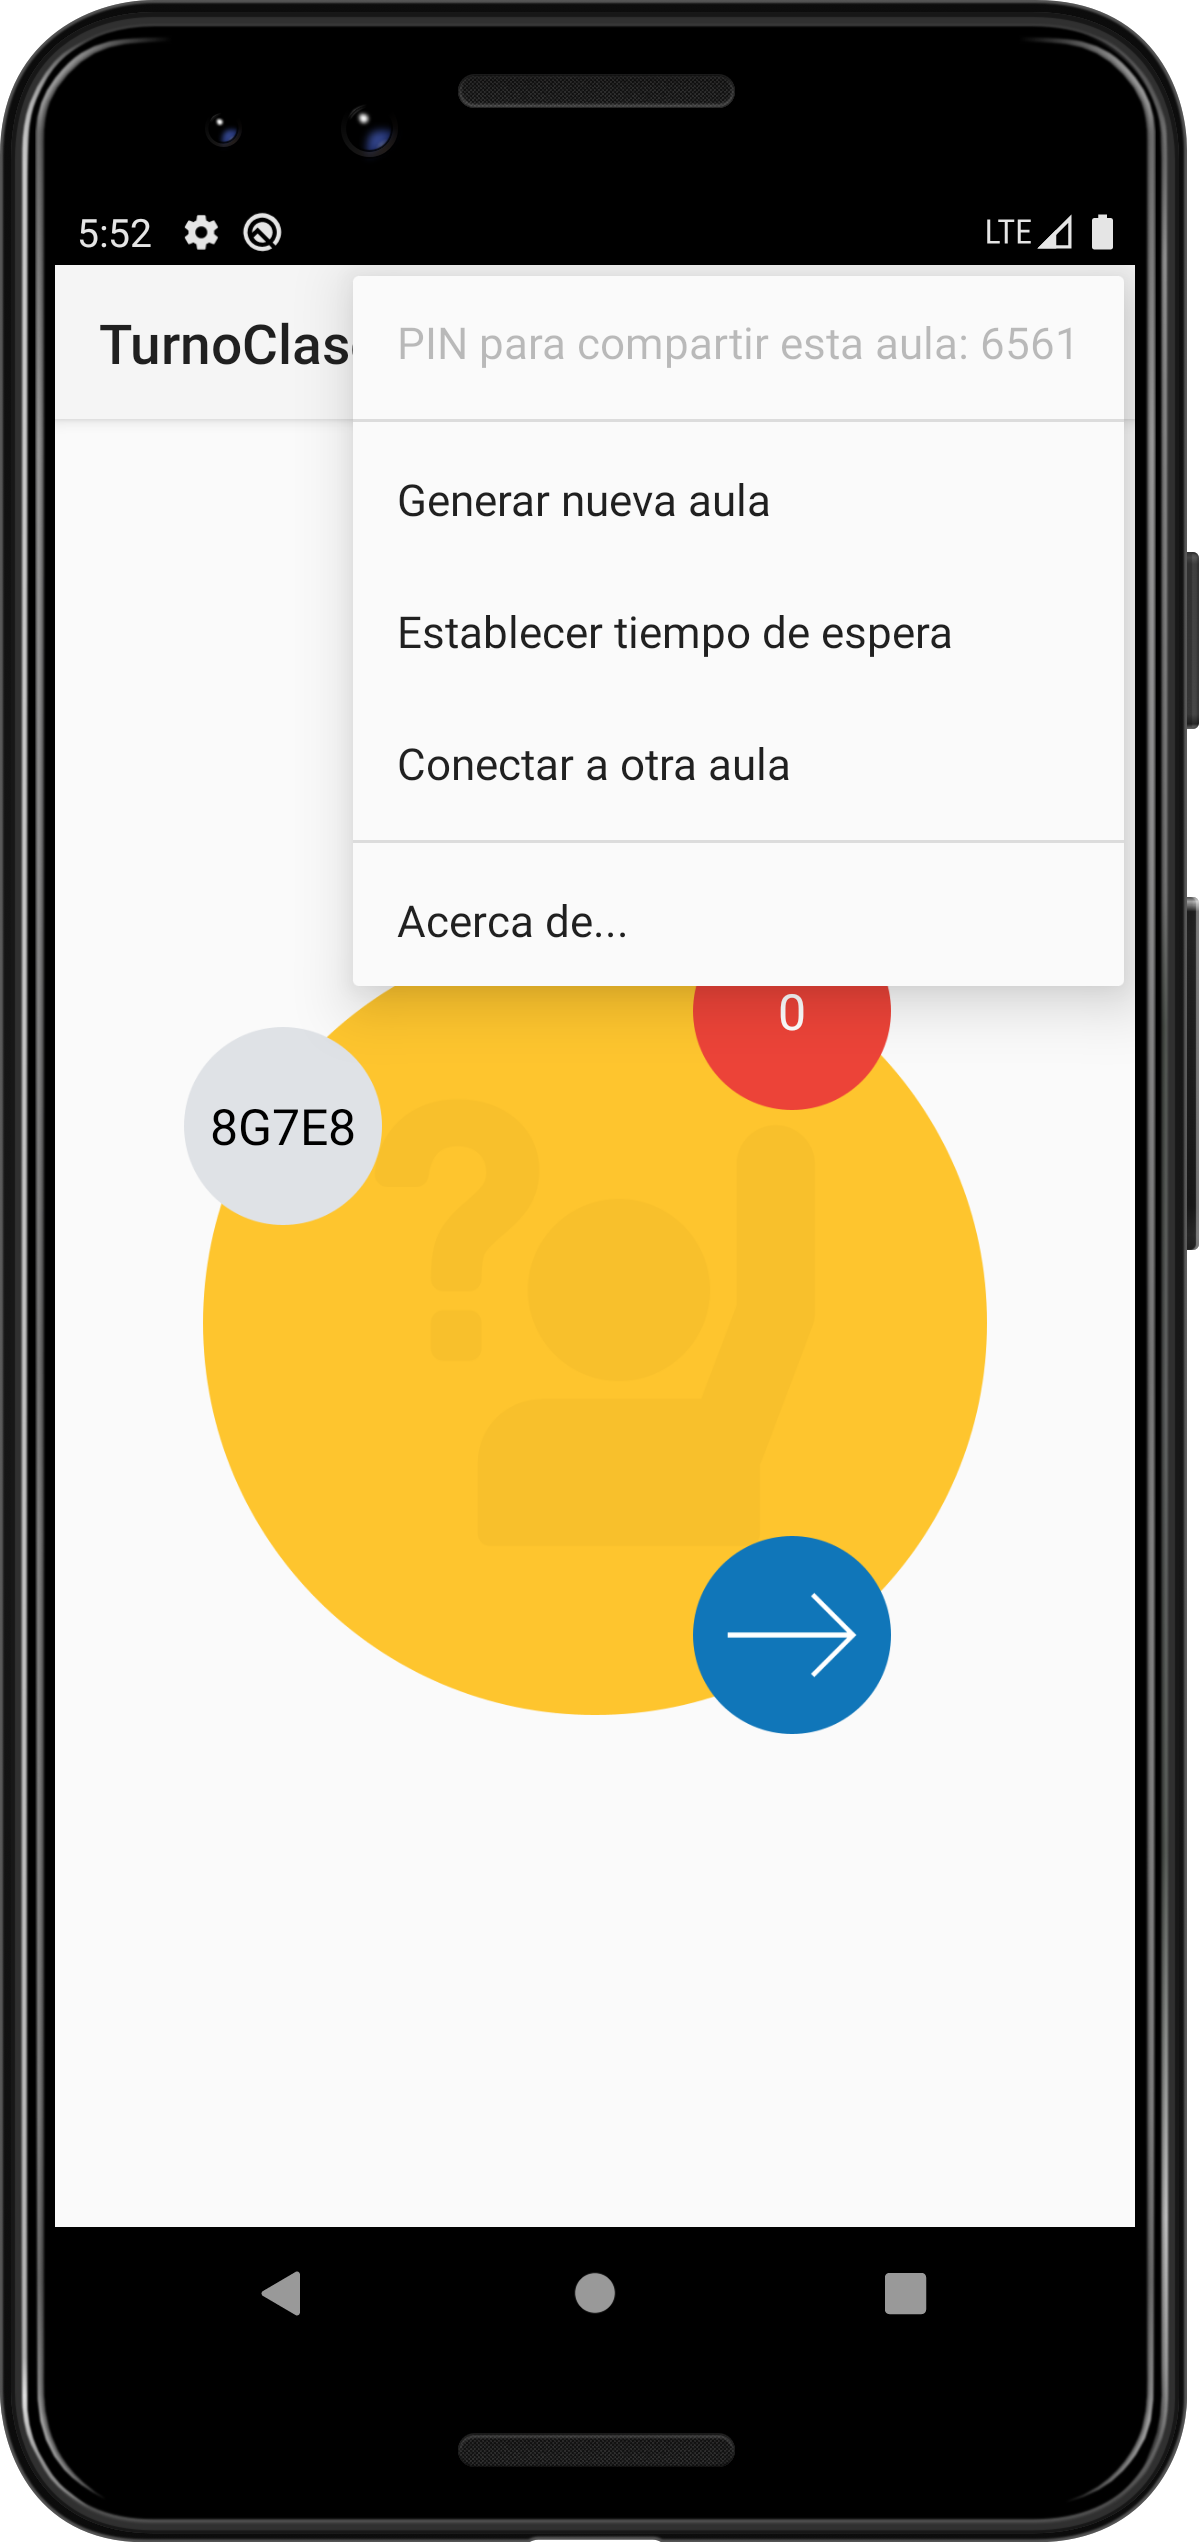 5:52
LTE
TurnoClase
PIN para compartir esta aula: 6561
Generar nueva aula
Establecer tiempo de espera
Conectar a otra aula
Acerca de...
0
8G7E8
?